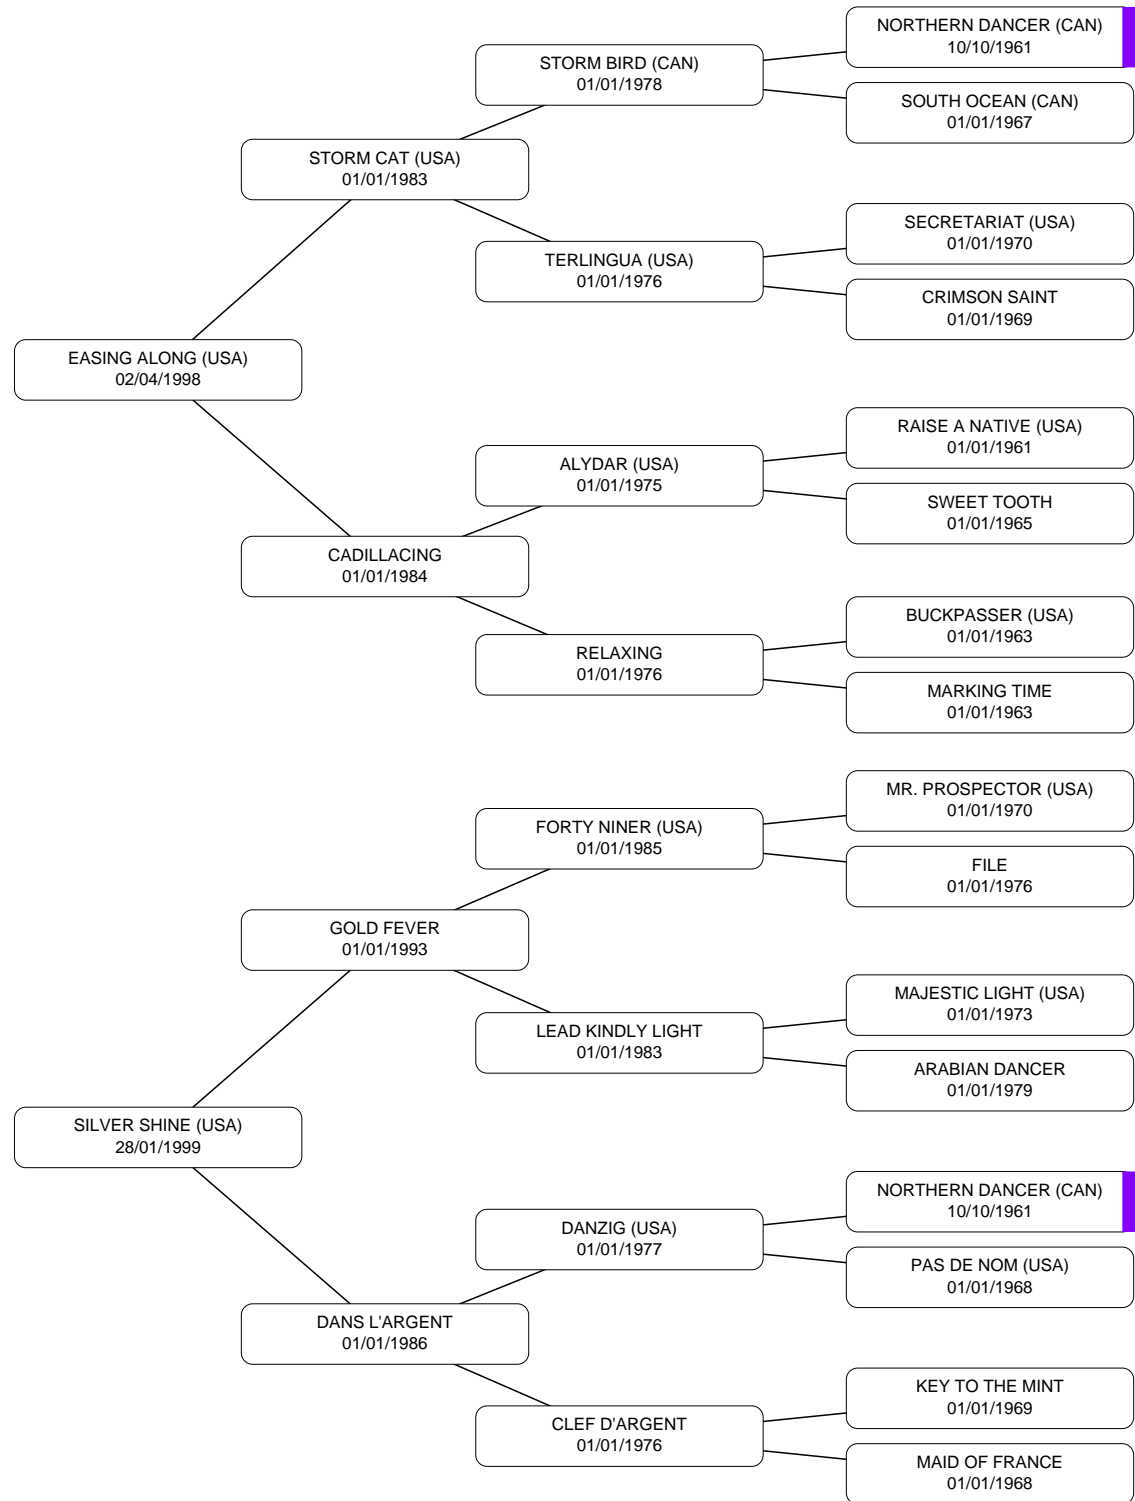 NORTHERN DANCER (CAN)
10/10/1961
STORM BIRD (CAN)
01/01/1978
SOUTH OCEAN (CAN)
01/01/1967
STORM CAT (USA)
01/01/1983
SECRETARIAT (USA)
01/01/1970
TERLINGUA (USA)
01/01/1976
CRIMSON SAINT
01/01/1969
EASING ALONG (USA)
02/04/1998
RAISE A NATIVE (USA)
01/01/1961
ALYDAR (USA)
01/01/1975
SWEET TOOTH
01/01/1965
CADILLACING
01/01/1984
BUCKPASSER (USA)
01/01/1963
RELAXING
01/01/1976
MARKING TIME
01/01/1963
MR. PROSPECTOR (USA)
01/01/1970
FORTY NINER (USA)
01/01/1985
FILE
01/01/1976
GOLD FEVER
01/01/1993
MAJESTIC LIGHT (USA)
01/01/1973
LEAD KINDLY LIGHT
01/01/1983
ARABIAN DANCER
01/01/1979
SILVER SHINE (USA)
28/01/1999
NORTHERN DANCER (CAN)
10/10/1961
DANZIG (USA)
01/01/1977
PAS DE NOM (USA)
01/01/1968
DANS L'ARGENT
01/01/1986
KEY TO THE MINT
01/01/1969
CLEF D'ARGENT
01/01/1976
MAID OF FRANCE
01/01/1968